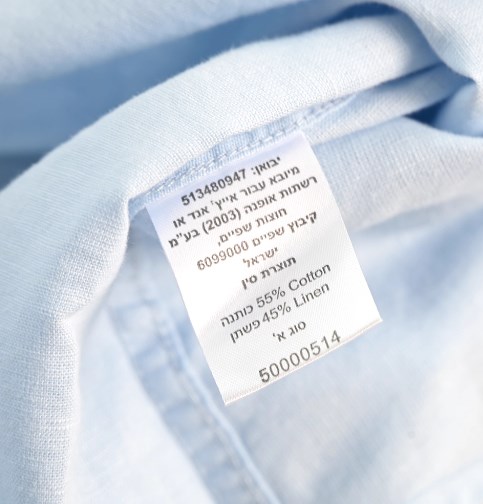 יבואן: 513480947
מיובא עבור אייץ' אנד או
רשתות אופנה (2003) בע"מ
חוצות שפיים,
קיבוץ שפיים 6099000
ישראל
תוצרת סין
55% Cotton כותנה
45% Linen פשתן
סוג א'
50000514